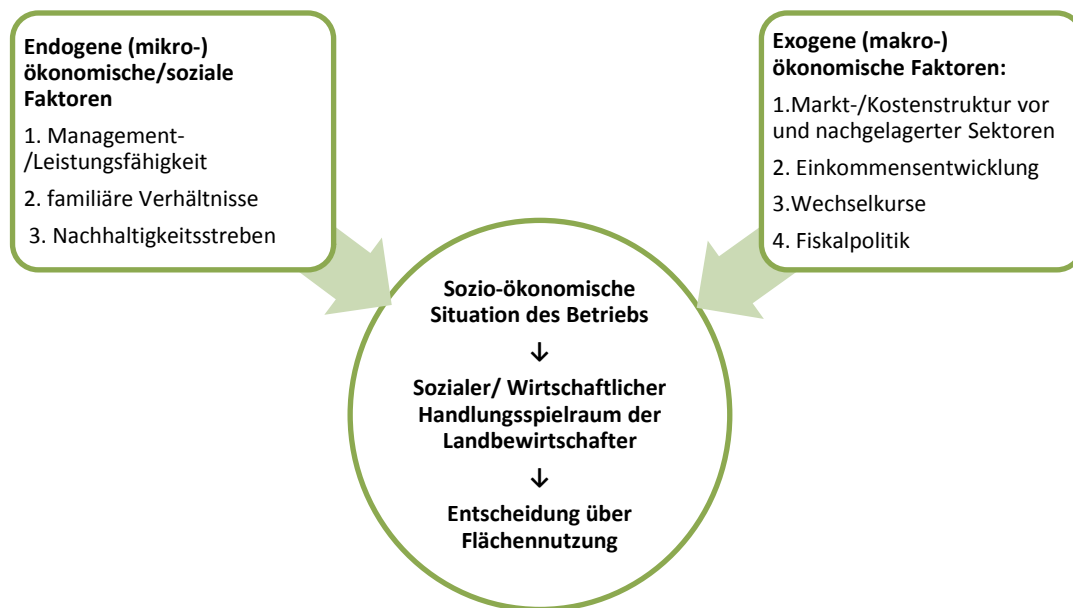 Endogene (mikro-)
ökonomische/soziale
Faktoren
1. Management-
/Leistungsfähigkeit
2. familiäre Verhältnisse
3. Nachhaltigkeitsstreben
Exogene (makro-)
ökonomische Faktoren:
1.Markt-/Kostenstruktur vor
und nachgelagerter Sektoren
2. Einkommensentwicklung
3.Wechselkurse
4. Fiskalpolitik
Sozio-ökonomische
Situation des Betriebs
↓
Sozialer/ Wirtschaftlicher
Handlungsspielraum der
Landbewirtschafter
↓
Entscheidung über
Flächennutzung